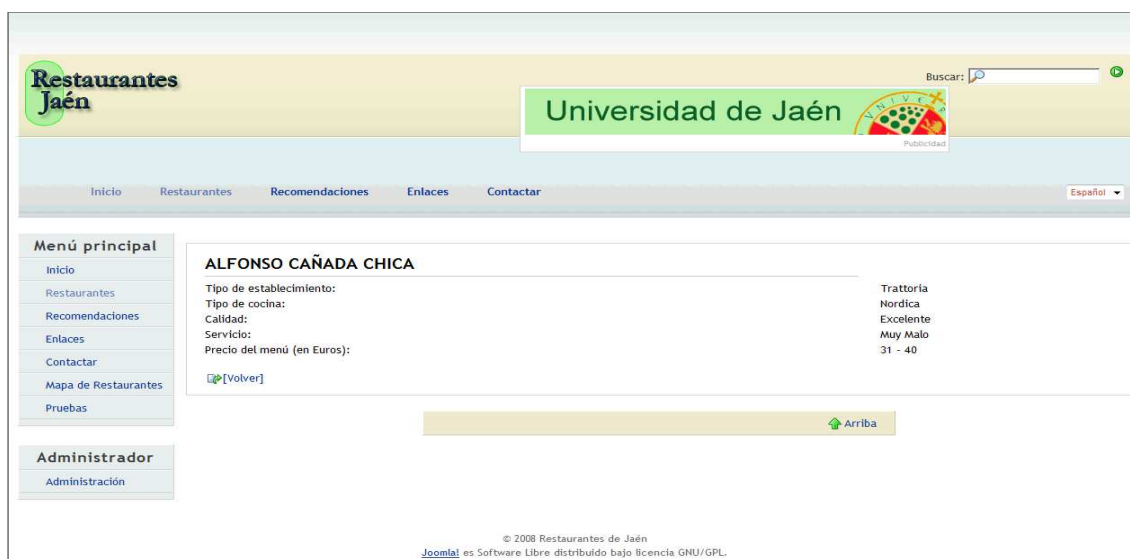 Restaurantes
Jaén
Buscar:
Universidad de Jaén
UNIVER
Publicidad
Inicio Restaurantes Recomendaciones Enlaces Contactar Español
Menú principal
Inicio
Restaurantes
Recomendaciones
Enlaces
Contactar
Mapa de Restaurantes
Pruebas
Administrador
Administración
ALFONSO CAÑADA CHICA
Tipo de establecimiento: Trattoria
Tipo de cocina: Nordica
Calidad: Excelente
Servicio: Muy Malo
Precio del menú (en Euros): 31 - 40
[Volver]
Arriba
© 2008 Restaurantes de Jaén
Joomla! es Software Libre distribuido bajo licencia GNU/GPL.